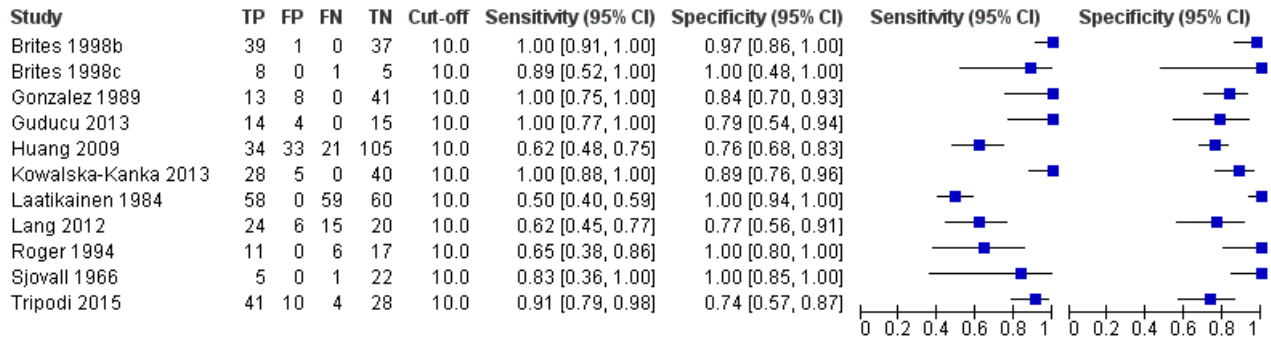 Study TP FP FN TN Cut-off Sensitivity (95% CI) Specificity (95% CI) Sensitivity (95% CI) Specificity (95% CI)
Brites 1998b 39 1 0 37 10.0 1.00 [0.91, 1.00] 0.97 [0.86, 1.00]
Brites 1998c 8 0 1 5 10.0 0.89 [0.52, 1.00] 1.00 [0.48, 1.00]
Gonzalez 1989 13 8 0 41 10.0 1.00 [0.75, 1.00] 0.84 [0.70, 0.93]
Guducu 2013 14 4 0 15 10.0 1.00 [0.77, 1.00] 0.79 [0.54, 0.94]
Huang 2009 34 33 21 105 10.0 0.62 [0.48, 0.75] 0.76 [0.68, 0.83]
Kowalska-Kanka 2013 28 5 0 40 10.0 1.00 [0.88, 1.00] 0.89 [0.76, 0.96]
Laatikainen 1984 58 0 59 60 10.0 0.50 [0.40, 0.59] 1.00 [0.94, 1.00]
Lang 2012 24 6 15 20 10.0 0.62 [0.45, 0.77] 0.77 [0.56, 0.91]
Roger 1994 11 0 6 17 10.0 0.65 [0.38, 0.86] 1.00 [0.80, 1.00]
Sjovall 1966 5 0 1 22 10.0 0.83 [0.36, 1.00] 1.00 [0.85, 1.00]
Tripodi 2015 41 10 4 28 10.0 0.91 [0.79, 0.98] 0.74 [0.57, 0.87]
0 0.2 0.4 0.6 0.8 1 0 0.2 0.4 0.6 0.8 1